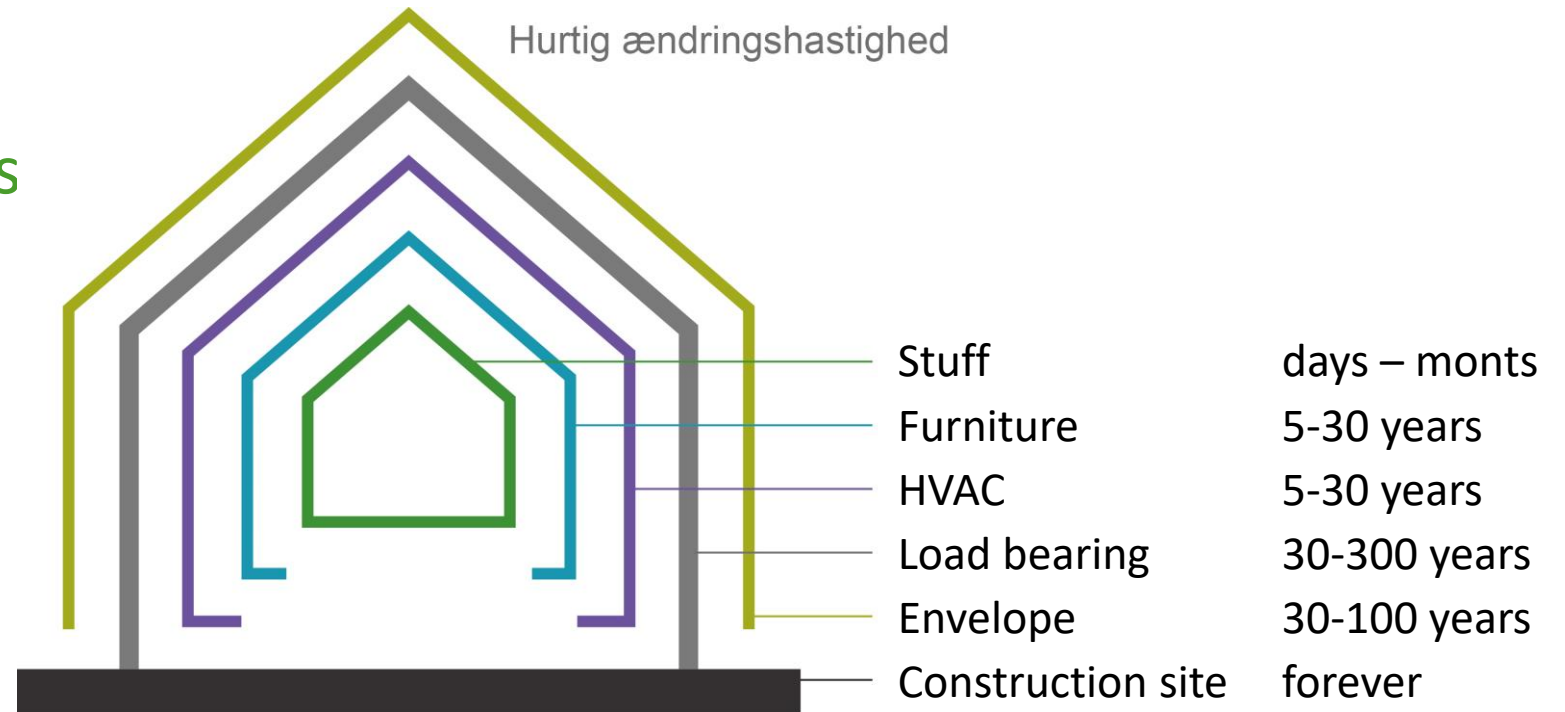 Hurtig ændringshastighed
s
Stuff days – monts
Furniture 5-30 years
HVAC 5-30 years
Load bearing 30-300 years
Envelope 30-100 years
Construction site forever